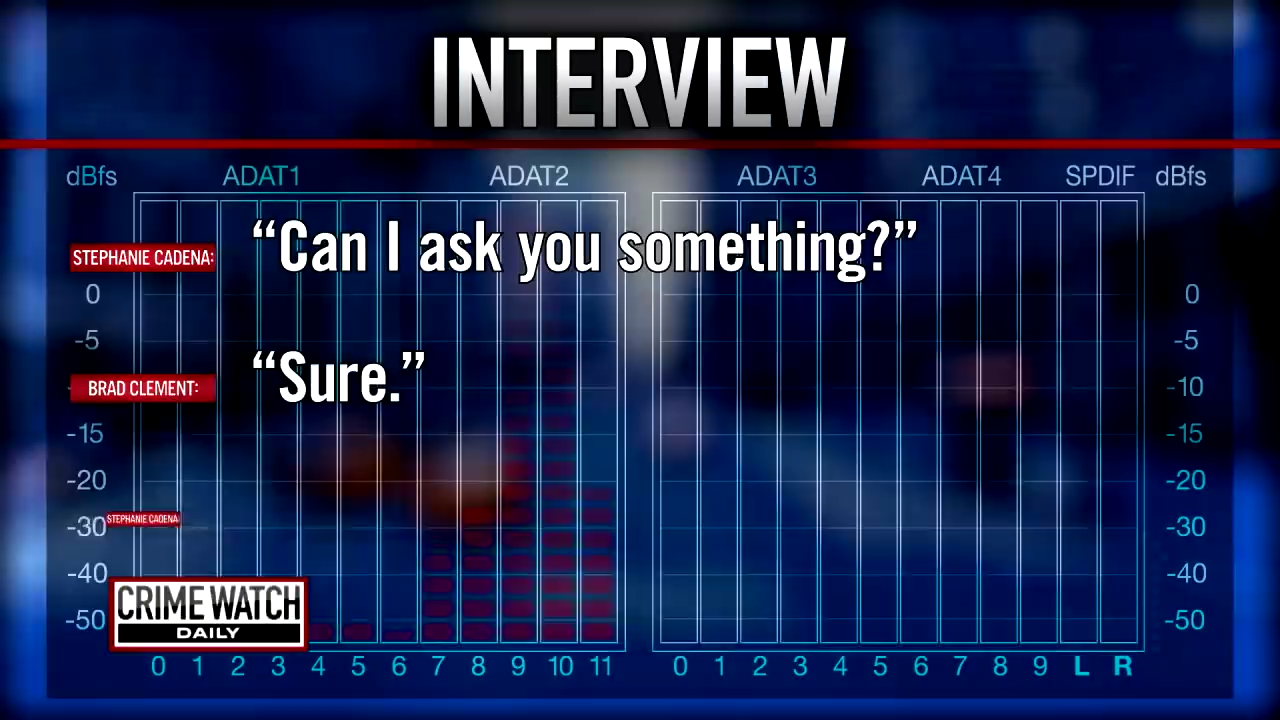 INTERVIEW
dBfs ADAT1 ADAT2 ADAT3 ADAT4 SPDIF dBfs
STEPHANIE CADENA: “Can I ask you something?”
0 0
-5 -5
BRAD CLEMENT: “Sure.”
-10
-15 -15
-20 -20
-30 STEPHANIE CADENA: -30
-40 -40
CRIME WATCH
DAILY
-50 -50
0 1 2 3 4 5 6 7 8 9 10 11 0 1 2 3 4 5 6 7 8 9 L R